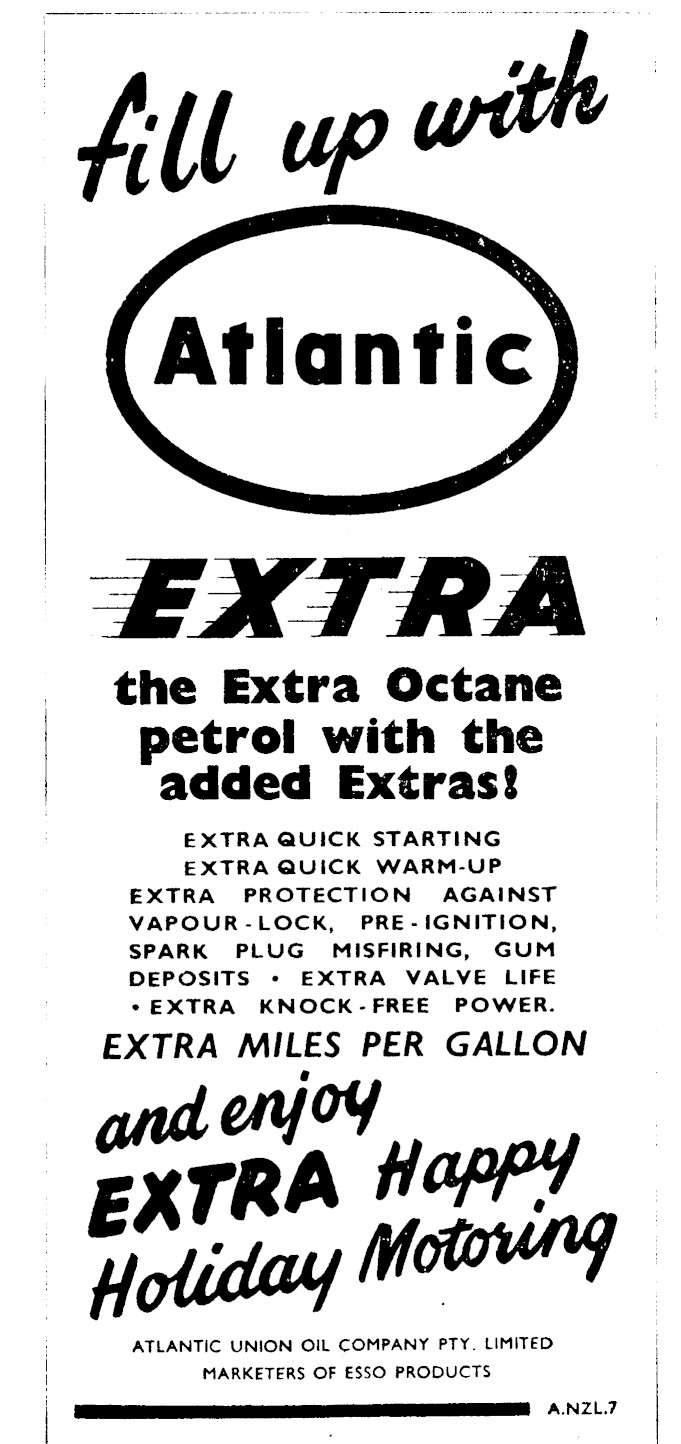 fill up with
Atlantic
EXTRA
the Extra Octane
petrol with the
added Extras!
EXTRA QUICK STARTING
EXTRA QUICK WARM-UP
EXTRA PROTECTION AGAINST
VAPOUR-LOCK, PRE-IGNITION,
SPARK PLUG MISFIRING, GUM
DEPOSITS • EXTRA VALVE LIFE
• EXTRA KNOCK-FREE POWER.
EXTRA MILES PER GALLON
and enjoy
EXTRA Happy
Holiday Motoring
ATLANTIC UNION OIL COMPANY PTY. LIMITED
MARKETERS OF ESSO PRODUCTS
A.NZL.7